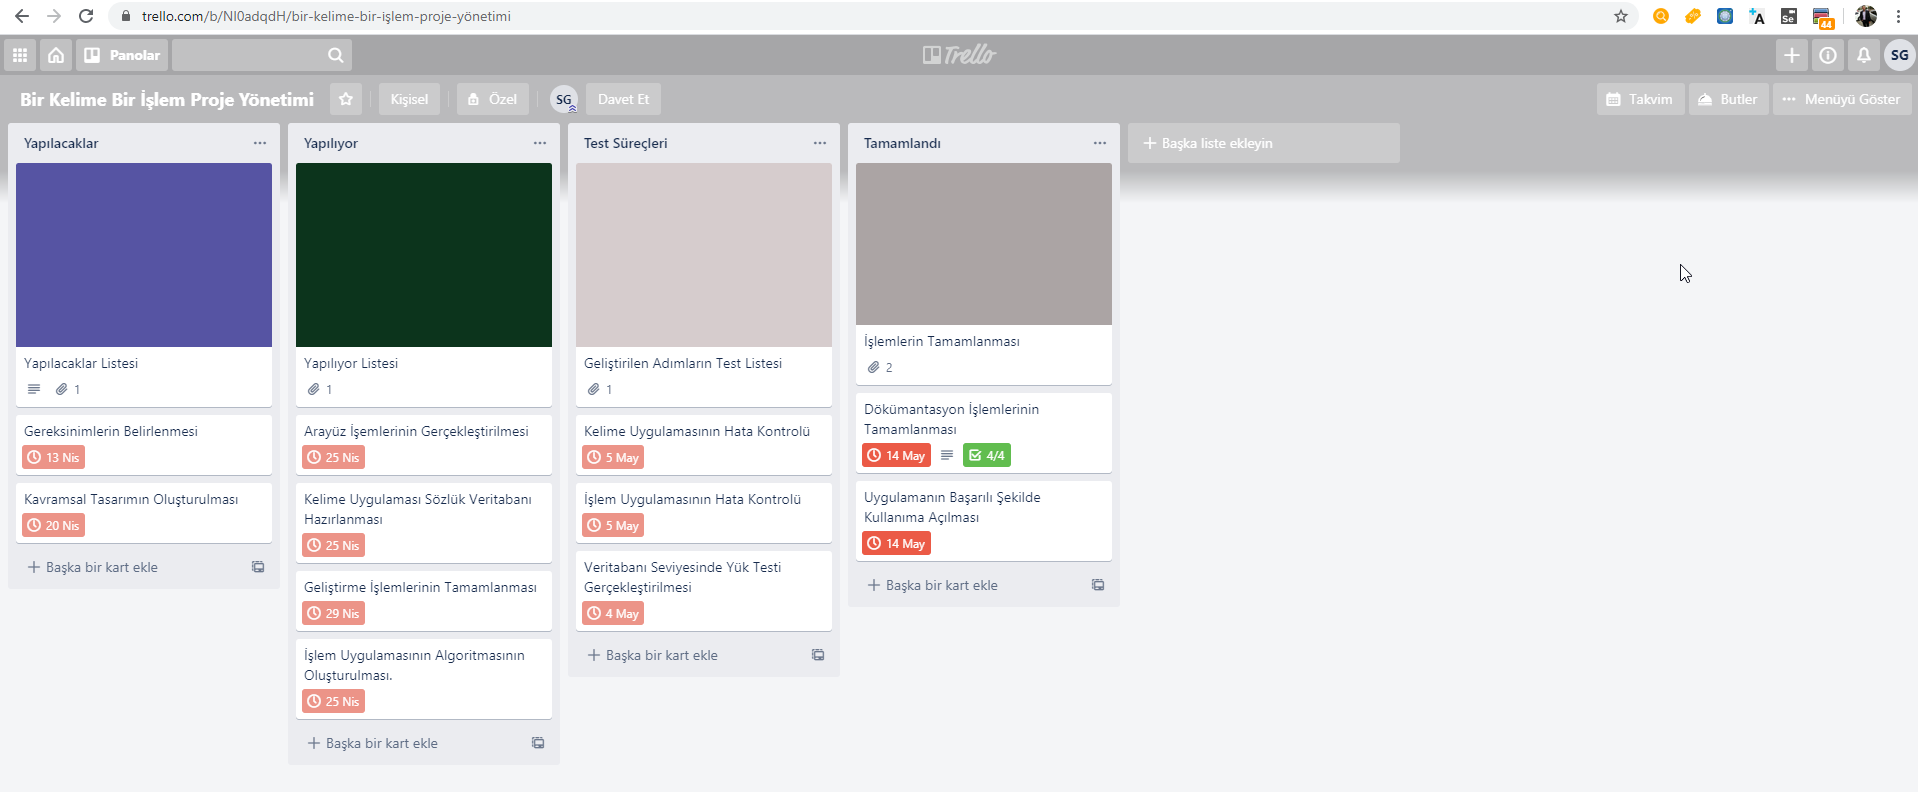 trello.com/b/NI0adqdH/bir-kelime-bir-işlem-proje-yönetimi
A
Se
44
Panolar
Trello
SG
Bir Kelime Bir İşlem Proje Yönetimi
Kişisel
Özel
SG
Davet Et
Takvim
Butler
Menüyü Göster
Yapılacaklar
Yapılacaklar Listesi
1
Gereksinimlerin Belirlenmesi
13 Nis
Kavramsal Tasarımın Oluşturulması
20 Nis
Başka bir kart ekle
Yapılıyor
Yapılıyor Listesi
1
Arayüz İşemlerinin Gerçekleştirilmesi
25 Nis
Kelime Uygulaması Sözlük Veritabanı
Hazırlanması
25 Nis
Geliştirme İşlemlerinin Tamamlanması
29 Nis
İşlem Uygulamasının Algoritmasının
Oluşturulması.
25 Nis
Başka bir kart ekle
Test Süreçleri
Geliştirilen Adımların Test Listesi
1
Kelime Uygulamasının Hata Kontrolü
5 May
İşlem Uygulamasının Hata Kontrolü
5 May
Veritabanı Seviyesinde Yük Testi
Gerçekleştirilmesi
4 May
Başka bir kart ekle
Tamamlandı
İşlemlerin Tamamlanması
2
Dökümantasyon İşlemlerinin
Tamamlanması
14 May
4/4
Uygulamanın Başarılı Şekilde
Kullanıma Açılması
14 May
Başka bir kart ekle
Başka liste ekleyin